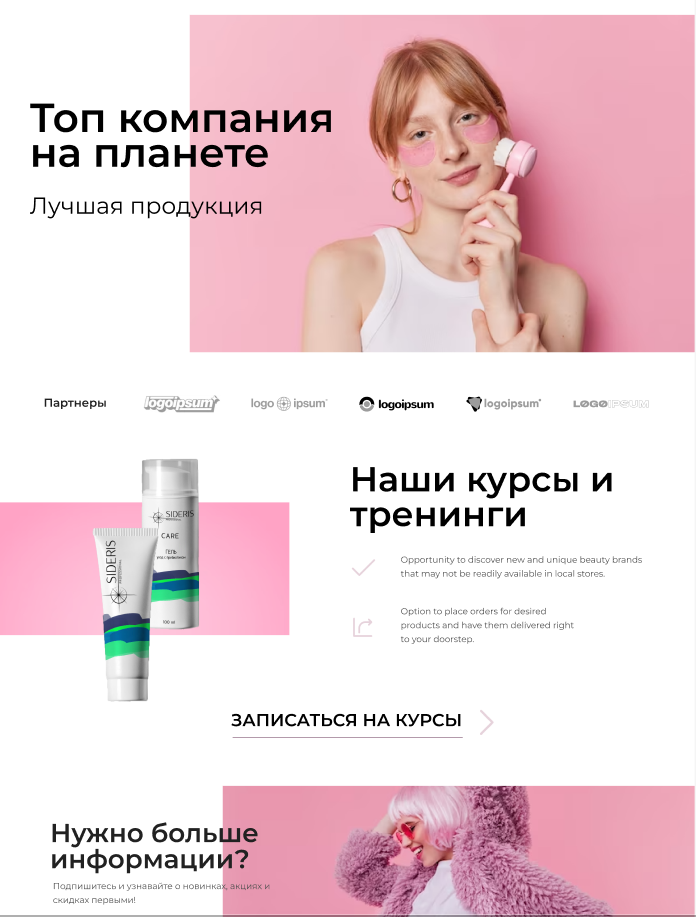 Топ компания
на планете
Лучшая продукция
Партнеры
logoipsum
logo ipsum
logoipsum
logoipsum
LOGOIPSUM
SIDERIS
CARE
ГЕЛЬ
100 мл
SIDERIS
Наши курсы и
тренинги
Opportunity to discover new and unique beauty brands
that may not be readily available in local stores.
Option to place orders for desired
products and have them delivered right
to your doorstep.
ЗАПИСАТЬСЯ НА КУРСЫ
Нужно больше
информации?
Подпишитесь и узнавайте о новинках, акциях и
скидках первыми!